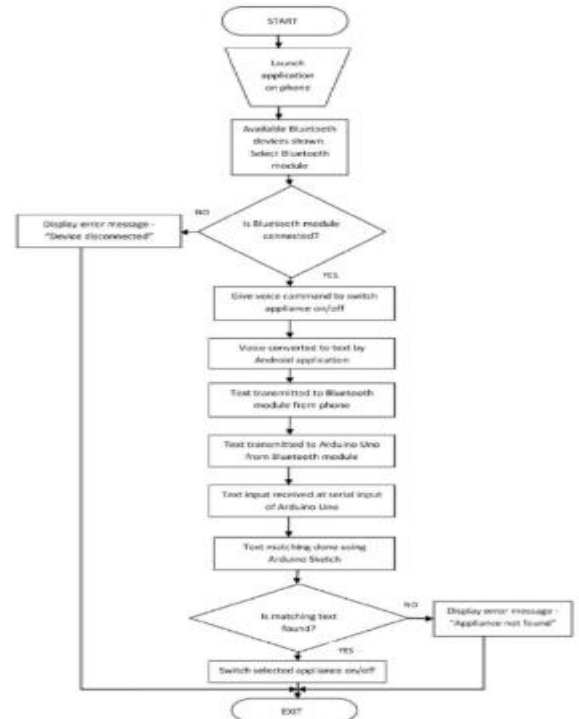 START
Launch
application
on phone
Available Bluetooth
devices shown.
Select Bluetooth
module
Is Bluetooth module
connected?
NO
Display error message -
"Device disconnected"
YES
Give voice command to switch
appliance on/off
Voice converted to text by
Android application
Text transmitted to Bluetooth
module from phone
Text transmitted to Arduino Uno
from Bluetooth module
Text input received at serial input
of Arduino Uno
Text matching done using
Arduino Sketch
Is matching text
found?
NO
Display error message -
"Appliance not found"
YES
Switch selected appliance on/off
EXIT